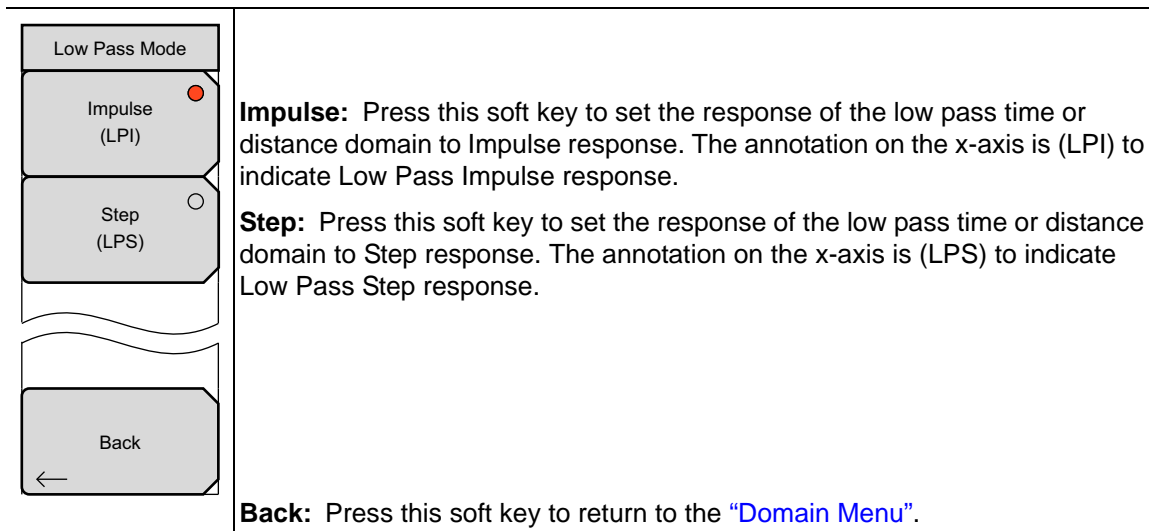 Low Pass Mode
Impulse
(LPI)
Step
(LPS)
Back
Impulse: Press this soft key to set the response of the low pass time or
distance domain to Impulse response. The annotation on the x-axis is (LPI) to
indicate Low Pass Impulse response.
Step: Press this soft key to set the response of the low pass time or distance
domain to Step response. The annotation on the x-axis is (LPS) to indicate
Low Pass Step response.
Back: Press this soft key to return to the “Domain Menu”.